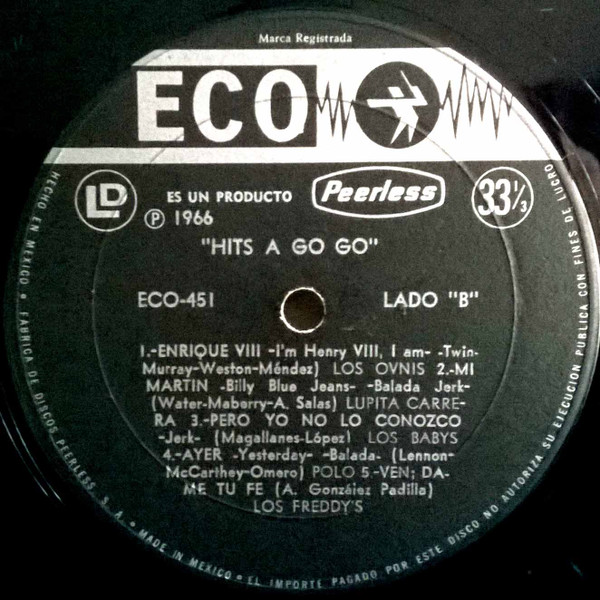 Marca Registrada
ECO
LD
ES UN PRODUCTO
Peerless
33⅓
Ⓟ 1966
"HITS A GO GO"
ECO-451
LADO "B"
1.-ENRIQUE VIII -I'm Henry VIII, I am- -Twin-
Murray-Weston-Méndez) LOS OVNIS 2.-MI
MARTIN -Billy Blue Jeans- -Balada Jerk-
(Water-Maberry-A. Salas) LUPITA CARRE-
RA 3.-PERO YO NO LO CONOZCO
-Jerk- (Magallanes-López) LOS BABYS
4.-AYER -Yesterday- -Balada- (Lennon-
McCarthey-Omero) POLO 5.-VEN; DA-
ME TU FE (A. González Padilla)
LOS FREDDY'S
HECHO EN MEXICO • FABRICA DE DISCOS PEERLESS, S. A. • MADE IN MEXICO • EL IMPORTE PAGADO POR ESTE DISCO NO AUTORIZA SU EJECUCION PUBLICA CON FINES DE LUCRO